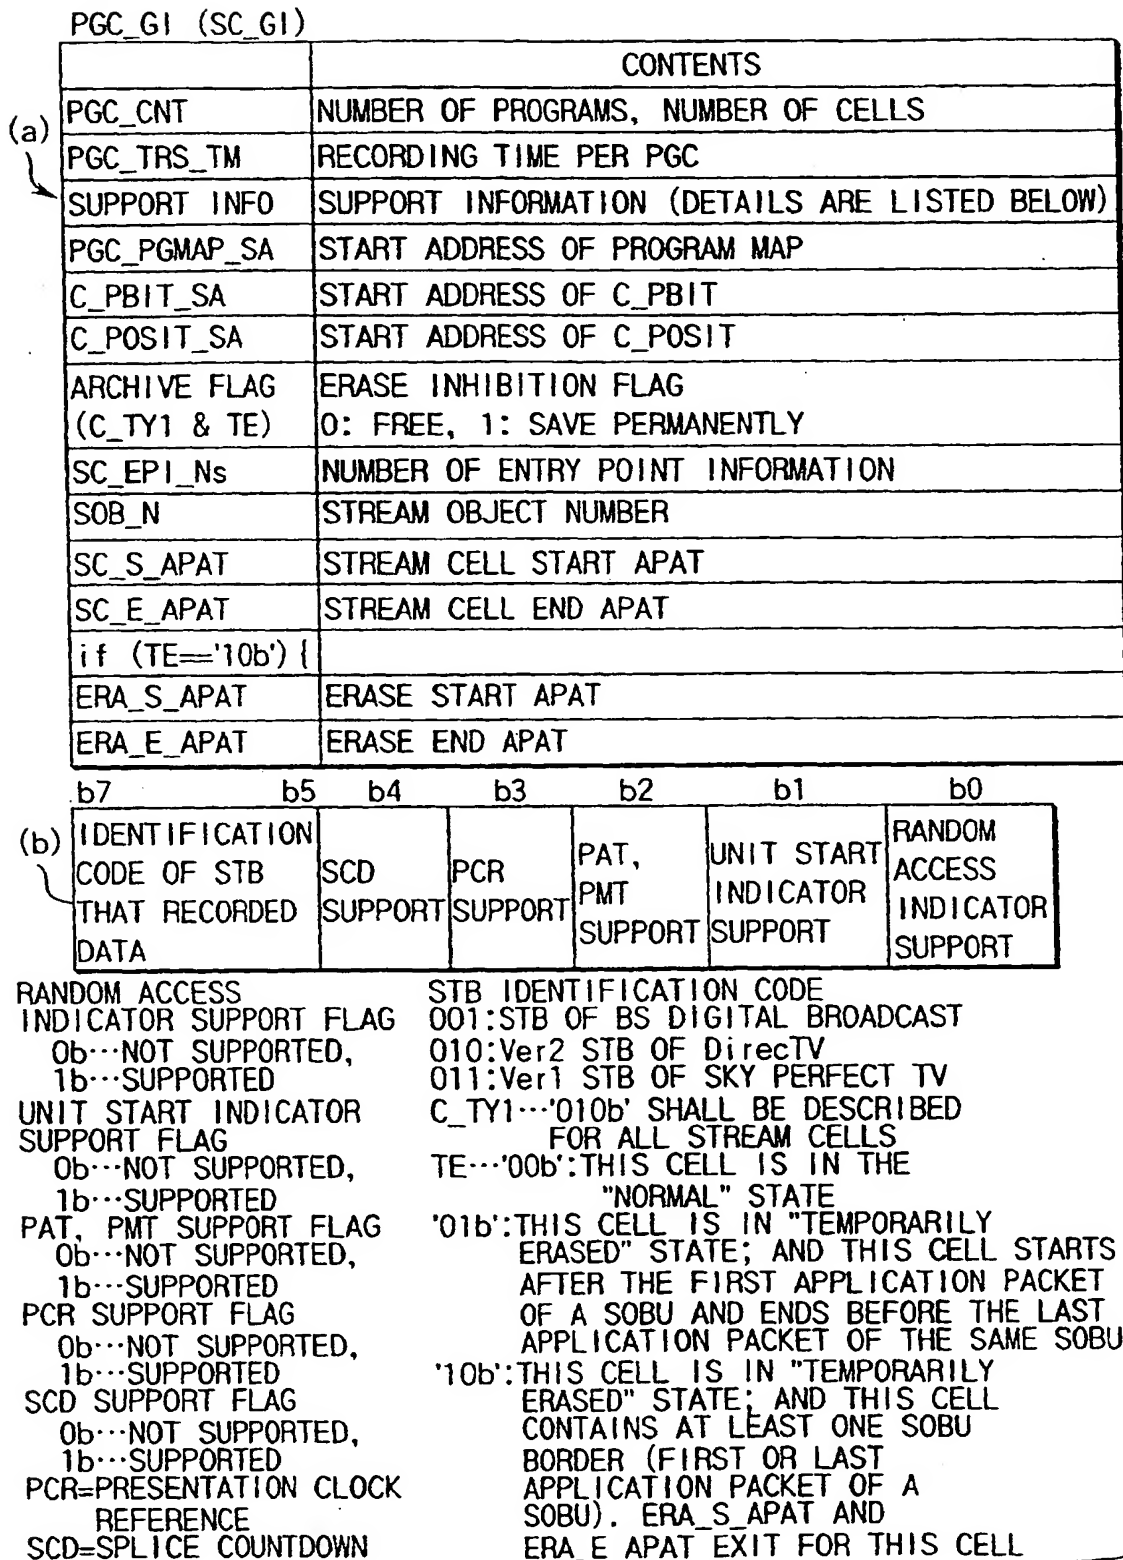 PGC_GI (SC_GI)
CONTENTS
PGC_CNT NUMBER OF PROGRAMS, NUMBER OF CELLS
(a)
PGC_TRS_TM RECORDING TIME PER PGC
SUPPORT INFO SUPPORT INFORMATION (DETAILS ARE LISTED BELOW)
PGC_PGMAP_SA START ADDRESS OF PROGRAM MAP
C_PBIT_SA START ADDRESS OF C_PBIT
C_POSIT_SA START ADDRESS OF C_POSIT
ARCHIVE FLAG ERASE INHIBITION FLAG
(C_TY1 & TE) 0: FREE, 1: SAVE PERMANENTLY
SC_EPI_Ns NUMBER OF ENTRY POINT INFORMATION
SOB_N STREAM OBJECT NUMBER
SC_S_APAT STREAM CELL START APAT
SC_E_APAT STREAM CELL END APAT
if (TE=='10b') {
ERA_S_APAT ERASE START APAT
ERA_E_APAT ERASE END APAT
b7 b5 b4 b3 b2 b1 b0
(b)
IDENTIFICATION
CODE OF STB
THAT RECORDED
DATA
SCD
SUPPORT
PCR
SUPPORT
PAT,
PMT
SUPPORT
UNIT START
INDICATOR
SUPPORT
RANDOM
ACCESS
INDICATOR
SUPPORT
RANDOM ACCESS
INDICATOR SUPPORT FLAG
0b···NOT SUPPORTED,
1b···SUPPORTED
UNIT START INDICATOR
SUPPORT FLAG
0b···NOT SUPPORTED,
1b···SUPPORTED
PAT, PMT SUPPORT FLAG
0b···NOT SUPPORTED,
1b···SUPPORTED
PCR SUPPORT FLAG
0b···NOT SUPPORTED,
1b···SUPPORTED
SCD SUPPORT FLAG
0b···NOT SUPPORTED,
1b···SUPPORTED
PCR=PRESENTATION CLOCK
REFERENCE
SCD=SPLICE COUNTDOWN
STB IDENTIFICATION CODE
001:STB OF BS DIGITAL BROADCAST
010:Ver2 STB OF DirecTV
011:Ver1 STB OF SKY PERFECT TV
C_TY1···'010b' SHALL BE DESCRIBED
FOR ALL STREAM CELLS
TE···'00b':THIS CELL IS IN THE
"NORMAL" STATE
'01b':THIS CELL IS IN "TEMPORARILY
ERASED" STATE; AND THIS CELL STARTS
AFTER THE FIRST APPLICATION PACKET
OF A SOBU AND ENDS BEFORE THE LAST
APPLICATION PACKET OF THE SAME SOBU
'10b':THIS CELL IS IN "TEMPORARILY
ERASED" STATE; AND THIS CELL
CONTAINS AT LEAST ONE SOBU
BORDER (FIRST OR LAST
APPLICATION PACKET OF A
SOBU). ERA_S_APAT AND
ERA_E_APAT EXIT FOR THIS CELL